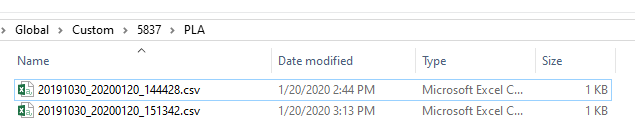 Global > Custom > 5837 > PLA
Name Date modified Type Size
20191030_20200120_144428.csv 1/20/2020 2:44 PM Microsoft Excel C... 1 KB
20191030_20200120_151342.csv 1/20/2020 3:13 PM Microsoft Excel C... 1 KB